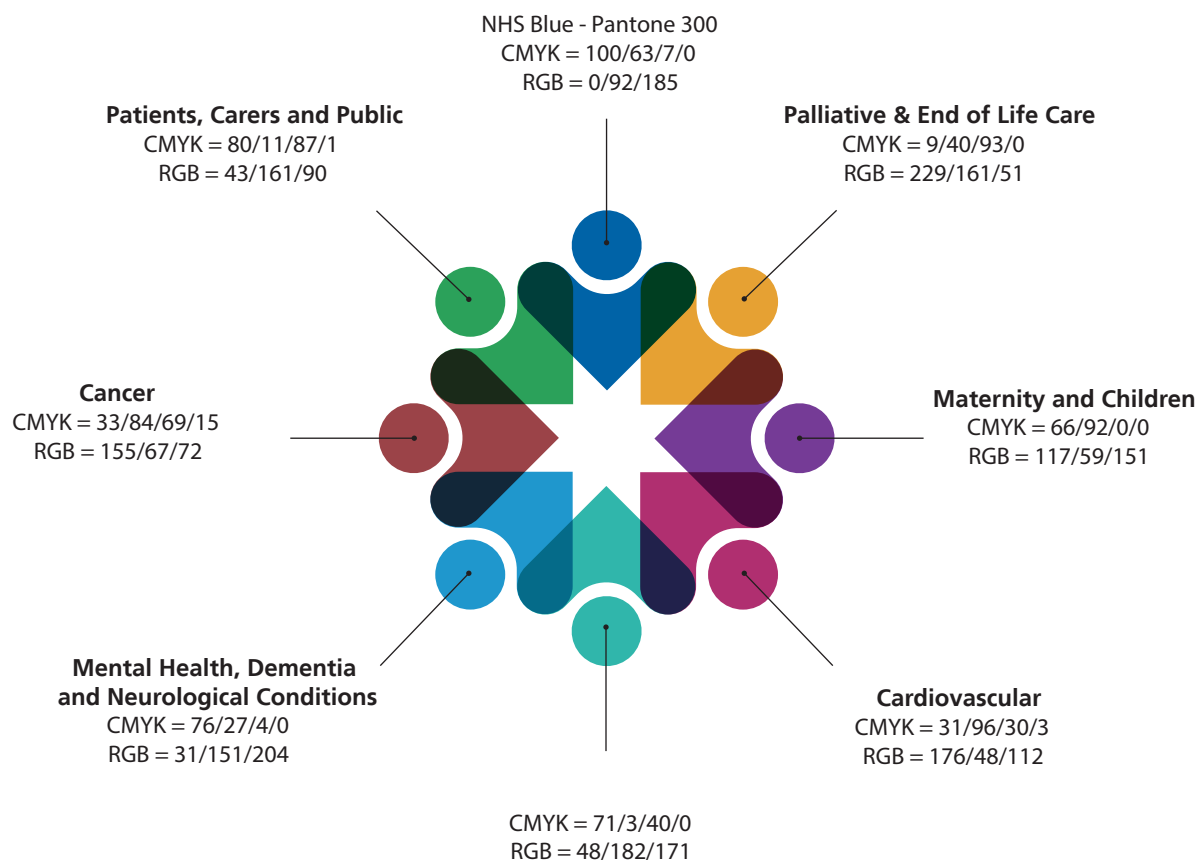 NHS Blue - Pantone 300
CMYK = 100/63/7/0
RGB = 0/92/185
Patients, Carers and Public
CMYK = 80/11/87/1
RGB = 43/161/90
Palliative & End of Life Care
CMYK = 9/40/93/0
RGB = 229/161/51
Cancer
CMYK = 33/84/69/15
RGB = 155/67/72
Maternity and Children
CMYK = 66/92/0/0
RGB = 117/59/151
Mental Health, Dementia
and Neurological Conditions
CMYK = 76/27/4/0
RGB = 31/151/204
Cardiovascular
CMYK = 31/96/30/3
RGB = 176/48/112
CMYK = 71/3/40/0
RGB = 48/182/171